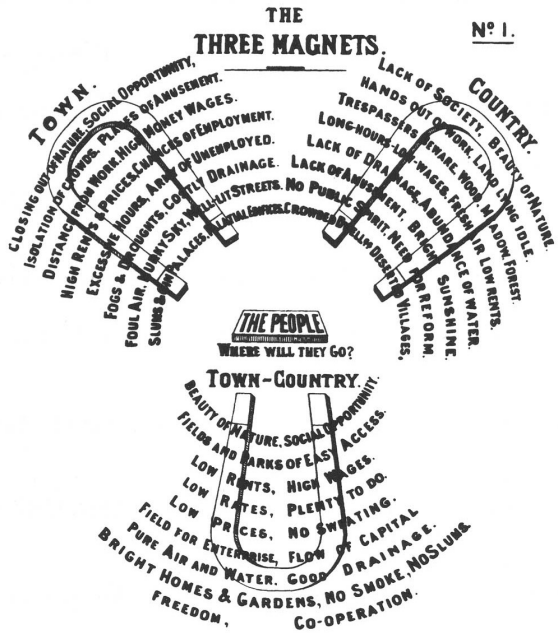 THE
THREE MAGNETS.
Nº 1.
TOWN.
CLOSING OUT OF NATURE. SOCIAL OPPORTUNITY.
ISOLATION OF CROWDS. PLACES OF AMUSEMENT.
DISTANCE FROM WORK. HIGH MONEY WAGES.
HIGH RENTS & PRICES. CHANCES OF EMPLOYMENT.
EXCESSIVE HOURS. ARMY OF UNEMPLOYED.
FOGS & DROUGHTS. COSTLY DRAINAGE.
FOUL AIR. MURKY SKY. WELL-LIT STREETS.
SLUMS & GIN PALACES. PALATIAL EDIFICES.
COUNTRY.
LACK OF SOCIETY. BEAUTY OF NATURE.
HANDS OUT OF WORK. LAND LYING IDLE.
TRESPASSERS BEWARE. WOOD, MEADOW, FOREST.
LONG-HOURS-LOW WAGES. FRESH AIR LOW RENTS.
LACK OF DRAINAGE. ABUNDANCE OF WATER.
LACK OF AMUSEMENT. BRIGHT SUNSHINE.
NO PUBLIC SPIRIT. NEED FOR REFORM.
CROWDED DWELLINGS. DESERTED VILLAGES.
THE PEOPLE
WHERE WILL THEY GO?
TOWN-COUNTRY.
BEAUTY OF NATURE. SOCIAL OPPORTUNITY.
FIELDS AND PARKS OF EASY ACCESS.
LOW RENTS, HIGH WAGES.
LOW RATES, PLENTY TO DO.
LOW PRICES, NO SWEATING.
FIELD FOR ENTERPRISE, FLOW OF CAPITAL
PURE AIR AND WATER. GOOD DRAINAGE.
BRIGHT HOMES & GARDENS, NO SMOKE, NO SLUMS.
FREEDOM, CO-OPERATION.